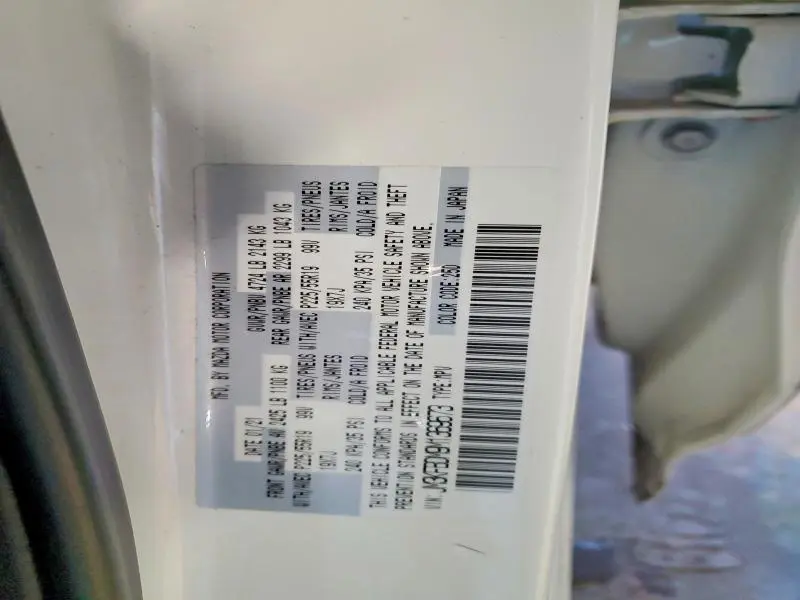 MFD. BY MAZDA MOTOR CORPORATION
DATE 01/21 GVWR/PNBV 4724 LB 2143 KG
FRONT GAWR/PNBE AV 2425 LB 1100 KG REAR GAWR/PNBE AR 2299 LB 1043 KG
WITH/AVEC P225/55R19 99V TIRES/PNEUS WITH/AVEC P225/55R19 99V TIRES/PNEUS
19X7J RIMS/JANTES 19X7J RIMS/JANTES
240 KPA/35 PSI COLD/A FROID 240 KPA/35 PSI COLD/A FROID
THIS VEHICLE CONFORMS TO ALL APPLICABLE FEDERAL MOTOR VEHICLE SAFETY AND THEFT
PREVENTION STANDARDS IN EFFECT ON THE DATE OF MANUFACTURE SHOWN ABOVE.
COLOR CODE:25D MADE IN JAPAN
V.I.N.: TYPE:MPV